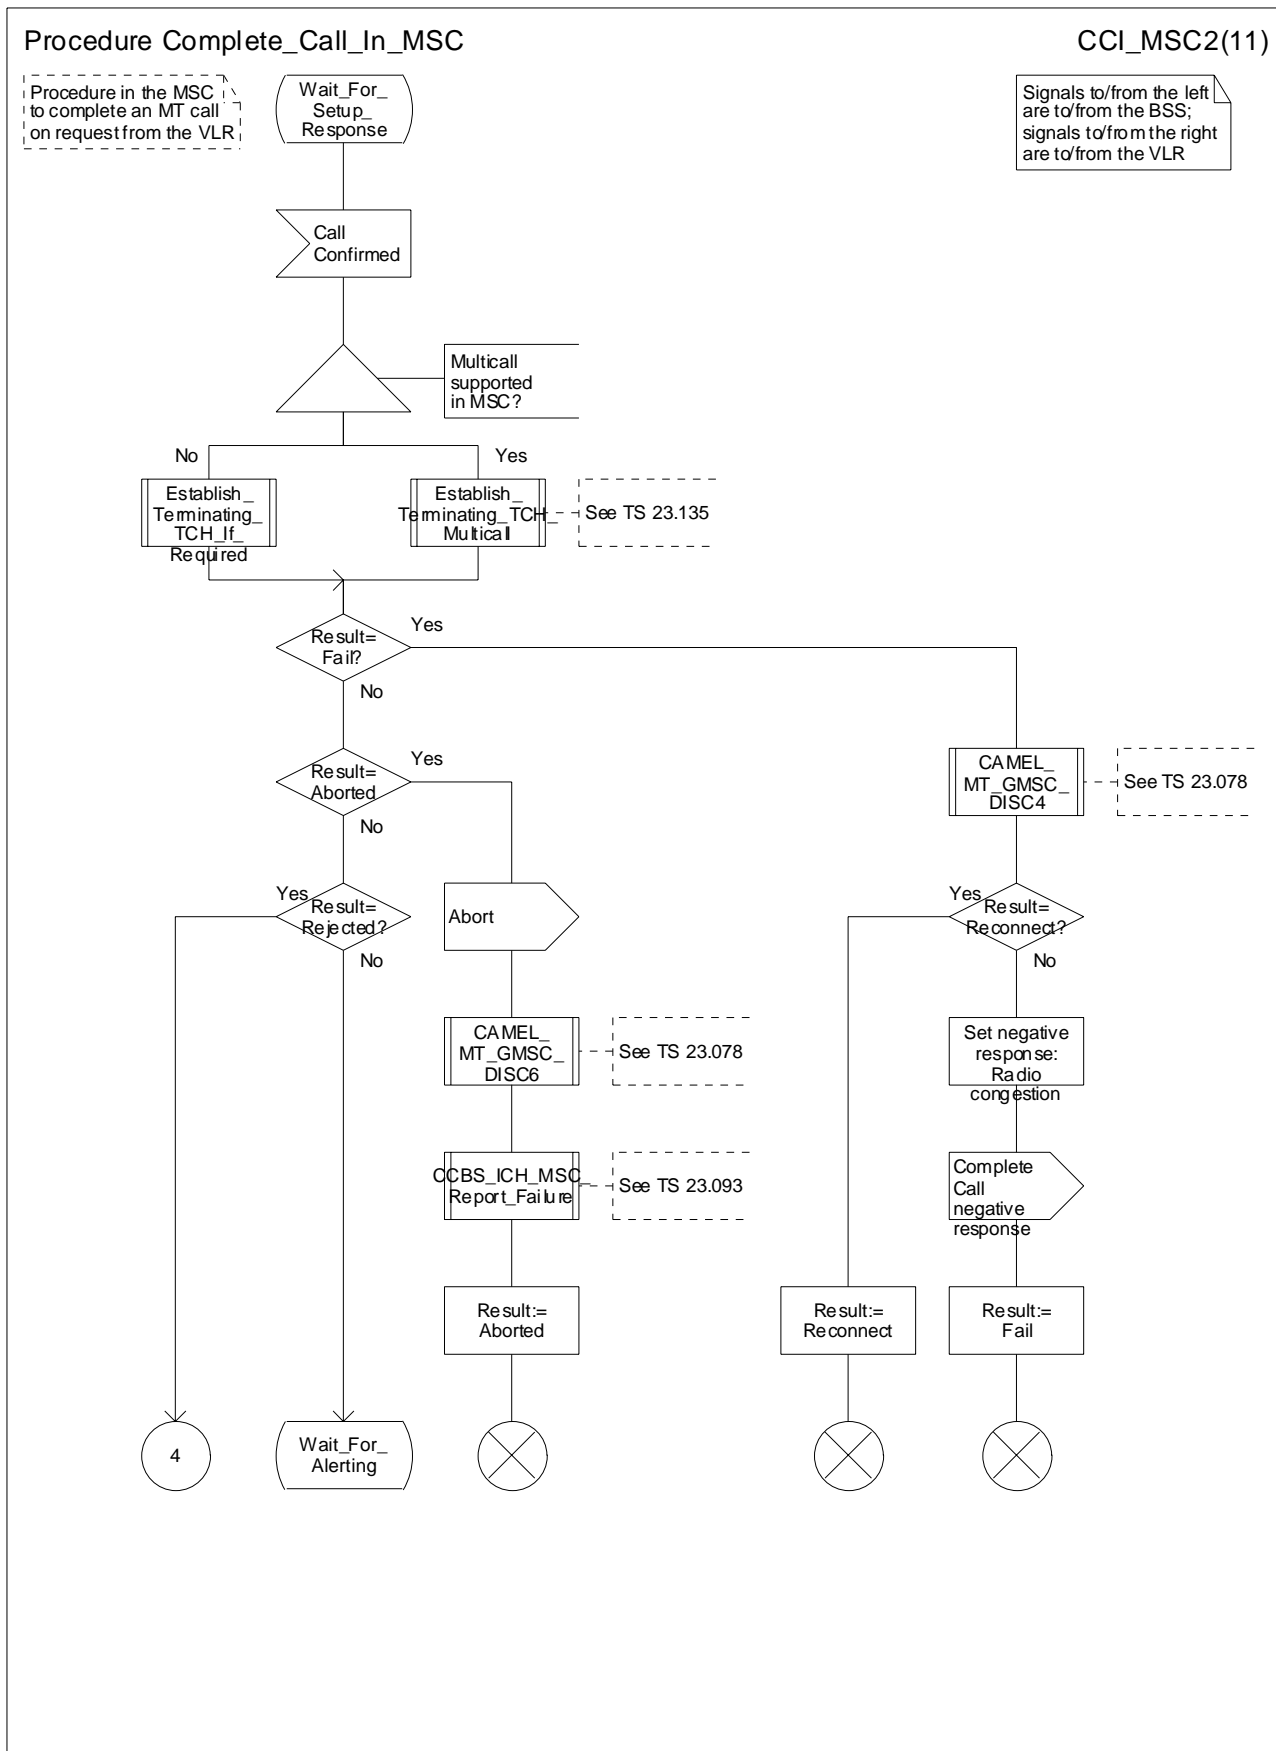 Procedure Complete_Call_In_MSC
CCI_MSC2(11)
Procedure in the MSC
to complete an MT call
on request from the VLR
Wait_For_
Setup_
Response
Signals to/from the left
are to/from the BSS;
signals to/from the right
are to/from the VLR
Call
Confirmed
Multicall
supported
in MSC?
No
Yes
Establish_
Terminating_
TCH_If_
Required
Establish_
Terminating_TCH_
Multicall
See TS 23.135
Result=
Fail?
Yes
No
Result=
Aborted
Yes
No
CAMEL_
MT_GMSC_
DISC4
See TS 23.078
Yes
Result=
Rejected?
No
Abort
Yes
Result=
Reconnect?
No
CAMEL_
MT_GMSC_
DISC6
See TS 23.078
Set negative
response:
Radio
congestion
CCBS_ICH_MSC_
Report_Failure
See TS 23.093
Complete
Call
negative
response
Result:=
Aborted
Result:=
Reconnect
Result:=
Fail
4
Wait_For_
Alerting